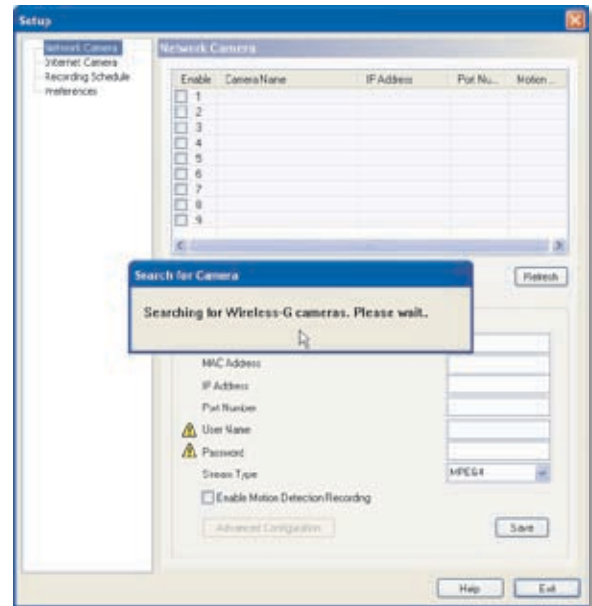 Setup
Network Camera
Internet Camera
Recording Schedule
Preferences
Network Camera
Enable Camera Name IP Address Port Nu... Motion ...
1
2
3
4
5
6
7
8
9
Refresh
Search for Camera
Searching for Wireless-G cameras. Please wait.
MAC Address
IP Address
Port Number
User Name
Password
Stream Type MPEG4
Enable Motion Detection Recording
Advanced Configuration Save
Help Exit